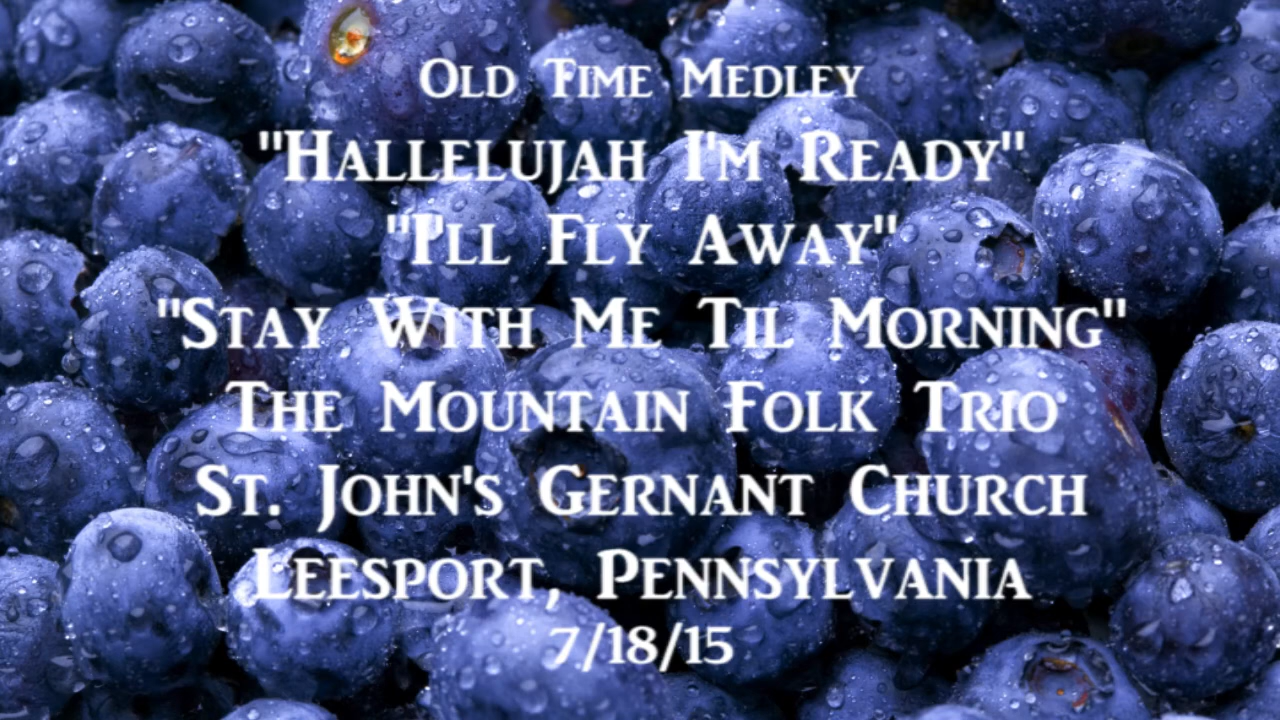 Old Time Medley
"Hallelujah I'm Ready"
"I'll Fly Away"
"Stay With Me Til Morning"
The Mountain Folk Trio
St. John's Gernant Church
Leesport, Pennsylvania
7/18/15